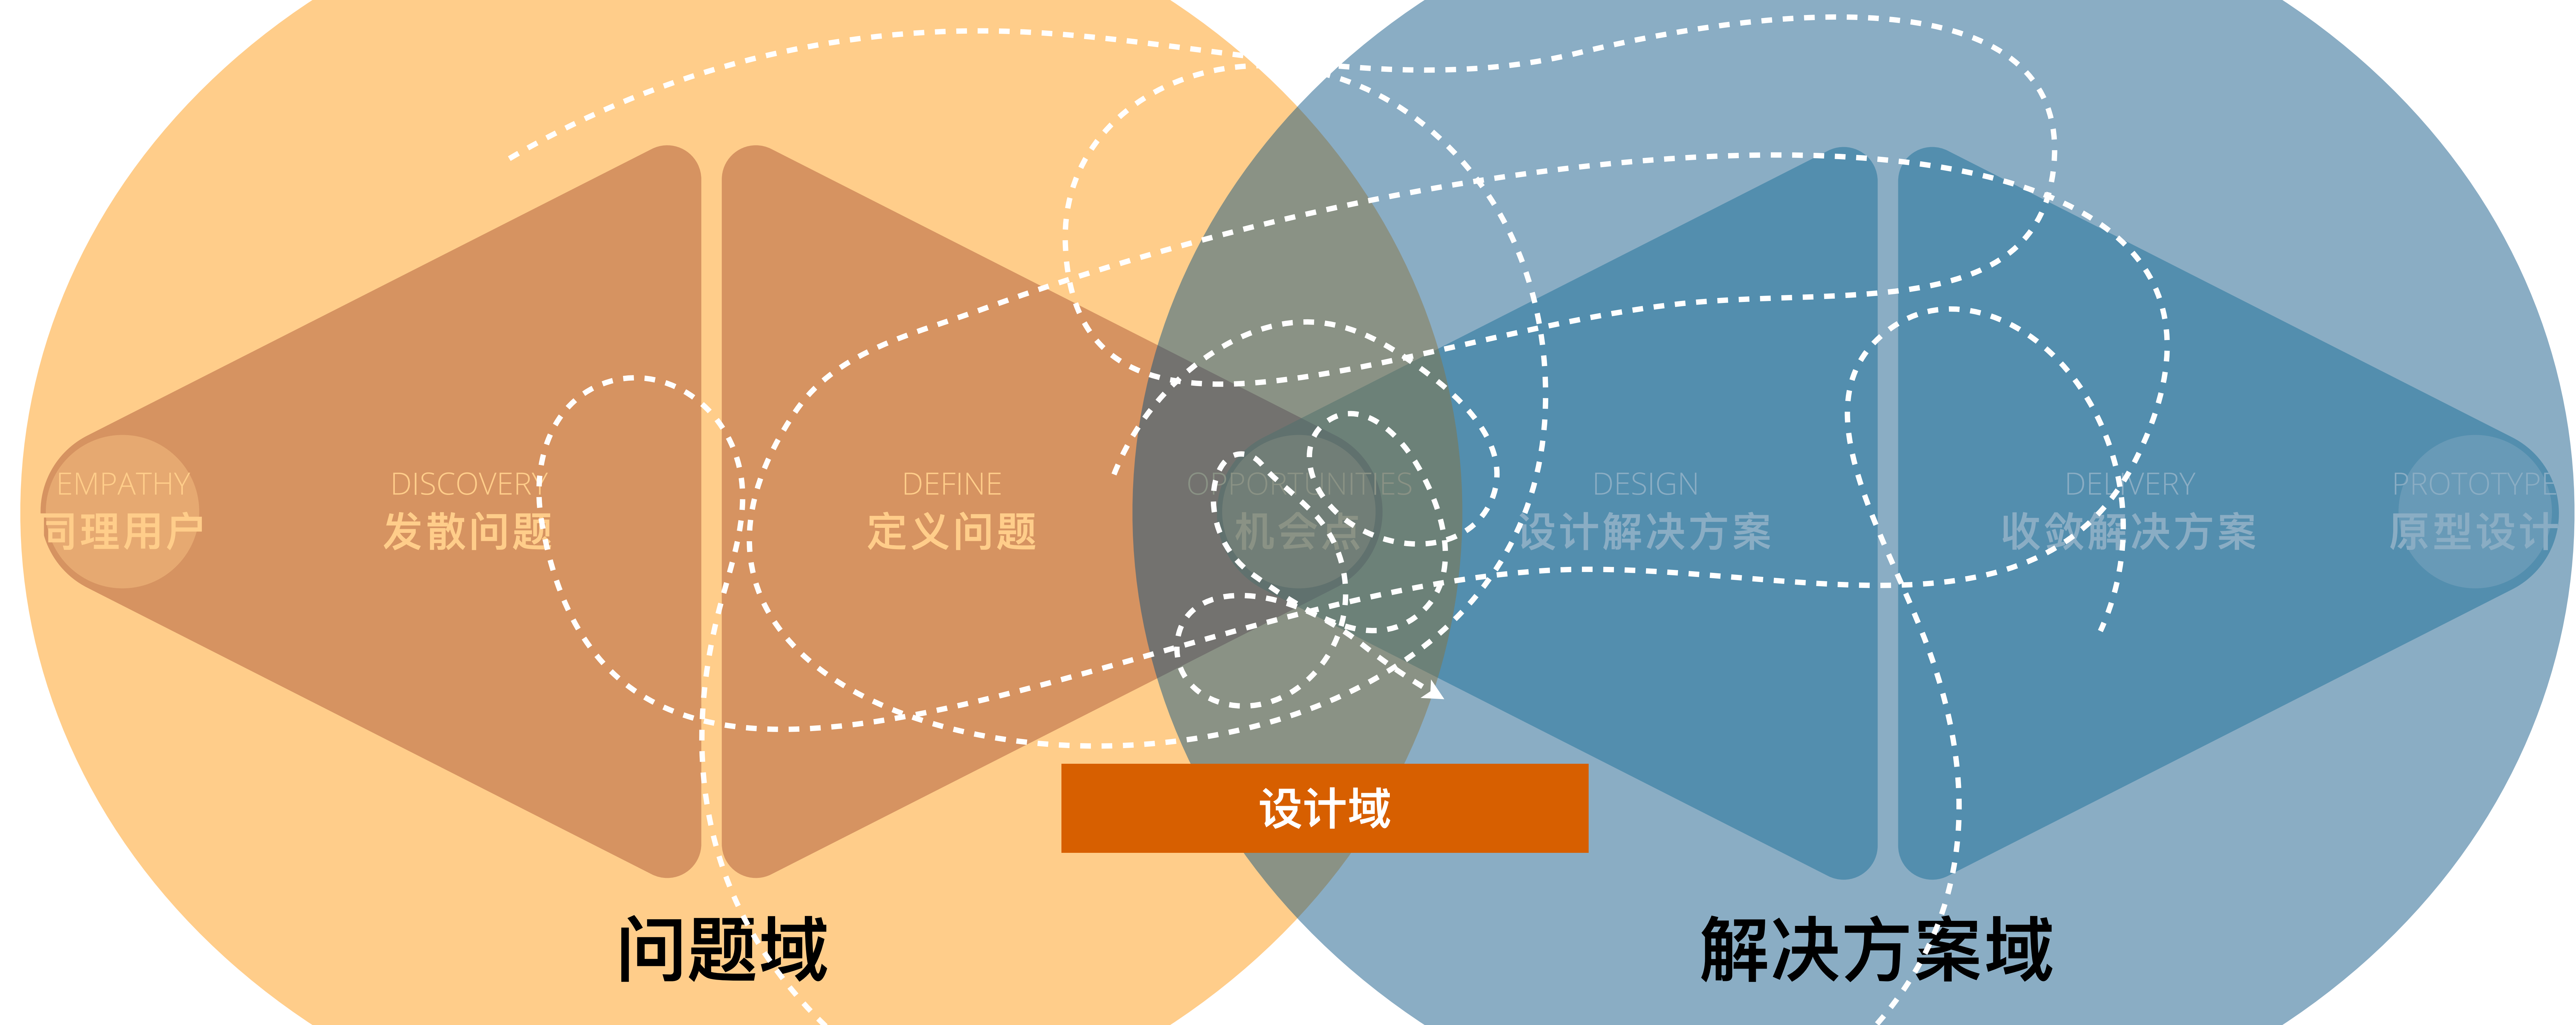 EMPATHY
同理用户
DISCOVERY
发散问题
DEFINE
定义问题
OPPORTUNITIES
机会点
DESIGN
设计解决方案
DELIVERY
收敛解决方案
PROTOTYPE
原型设计
设计域
问题域
解决方案域